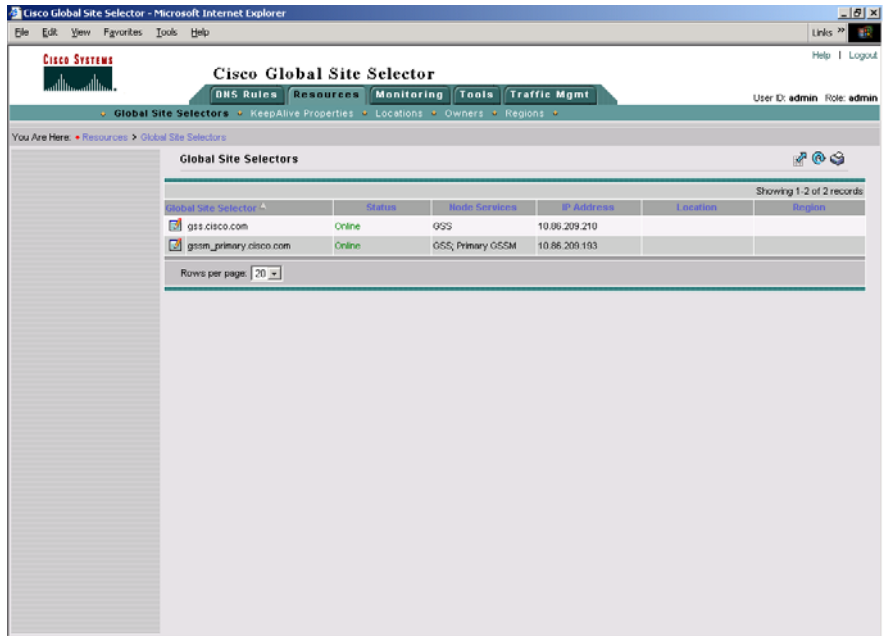 Cisco Global Site Selector - Microsoft Internet Explorer
File Edit View Favorites Tools Help Links »
CISCO SYSTEMS
Cisco Global Site Selector
Help | Logout
DNS Rules Resources Monitoring Tools Traffic Mgmt
User ID: admin Role: admin
Global Site Selectors KeepAlive Properties Locations Owners Regions
You Are Here: • Resources > Global Site Selectors
Global Site Selectors
Showing 1-2 of 2 records
Global Site Selector Status Node Services IP Address Location Region
gss.cisco.com Online GSS 10.86.209.210
gssm_primary.cisco.com Online GSS; Primary GSSM 10.86.209.193
Rows per page: 20